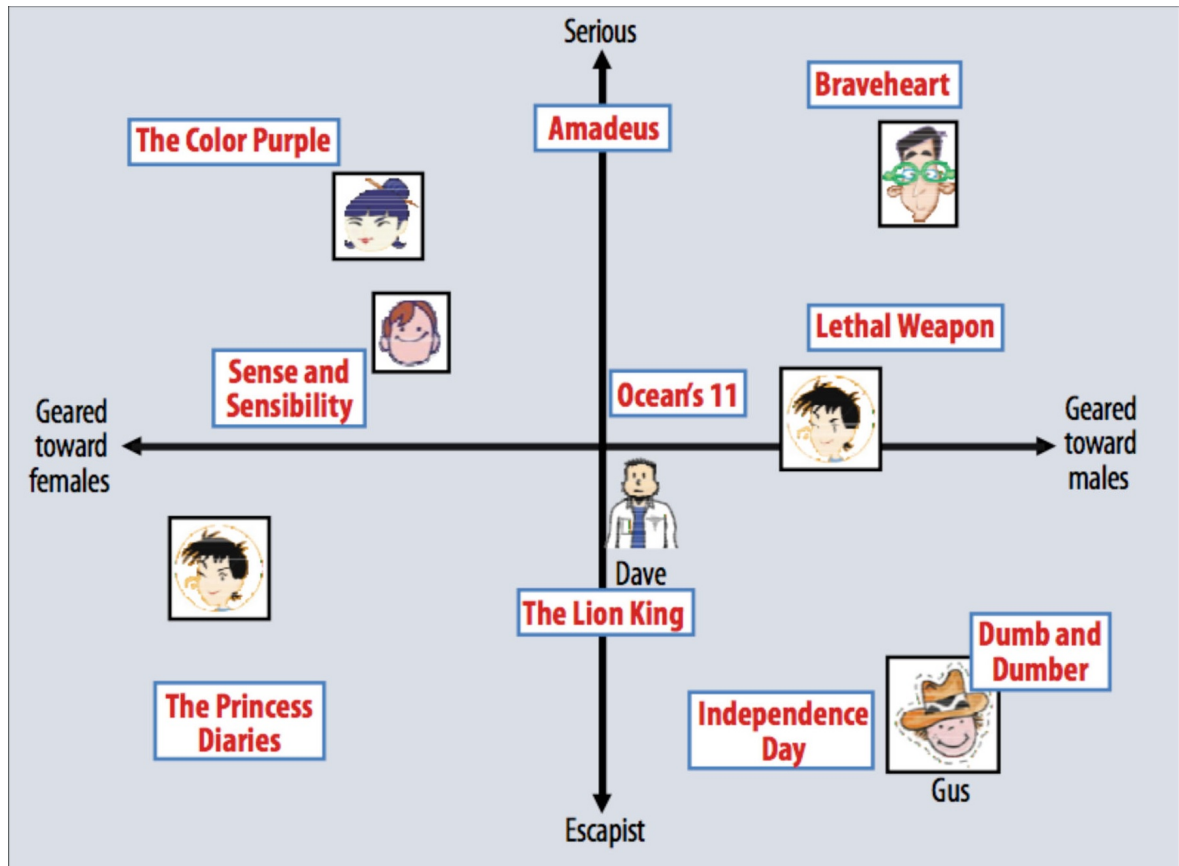 Serious
Braveheart
Amadeus
The Color Purple
Lethal Weapon
Sense and
Sensibility
Ocean's 11
Geared
toward
females
Geared
toward
males
Dave
The Lion King
Dumb and
Dumber
The Princess
Diaries
Independence
Day
Gus
Escapist